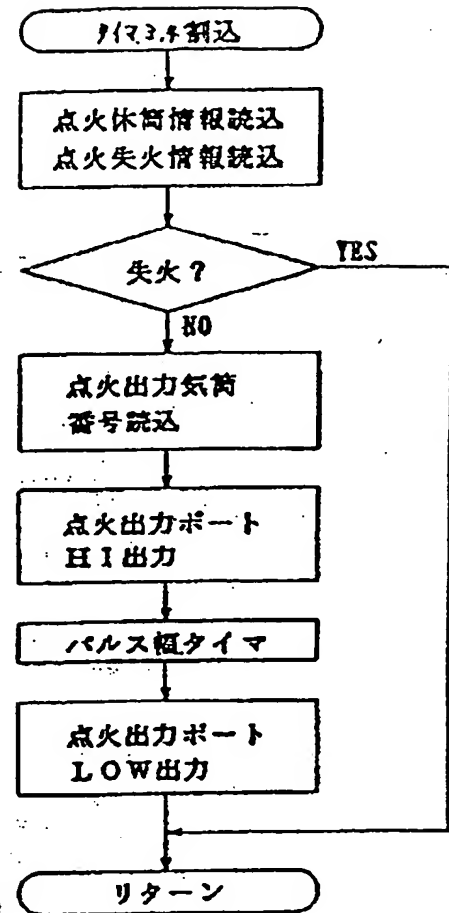 タイマ3,4割込
点火休筒情報読込
点火失火情報読込
失火?
YES
NO
点火出力気筒
番号読込
点火出力ポート
HI出力
パルス幅タイマ
点火出力ポート
LOW出力
リターン